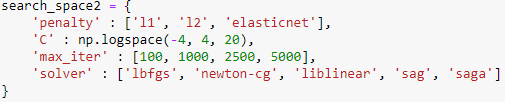 search_space2 = {
    'penalty' : ['l1', 'l2', 'elasticnet'],
    'C' : np.logspace(-4, 4, 20),
    'max_iter' : [100, 1000, 2500, 5000],
    'solver' : ['lbfgs', 'newton-cg', 'liblinear', 'sag', 'saga']
}